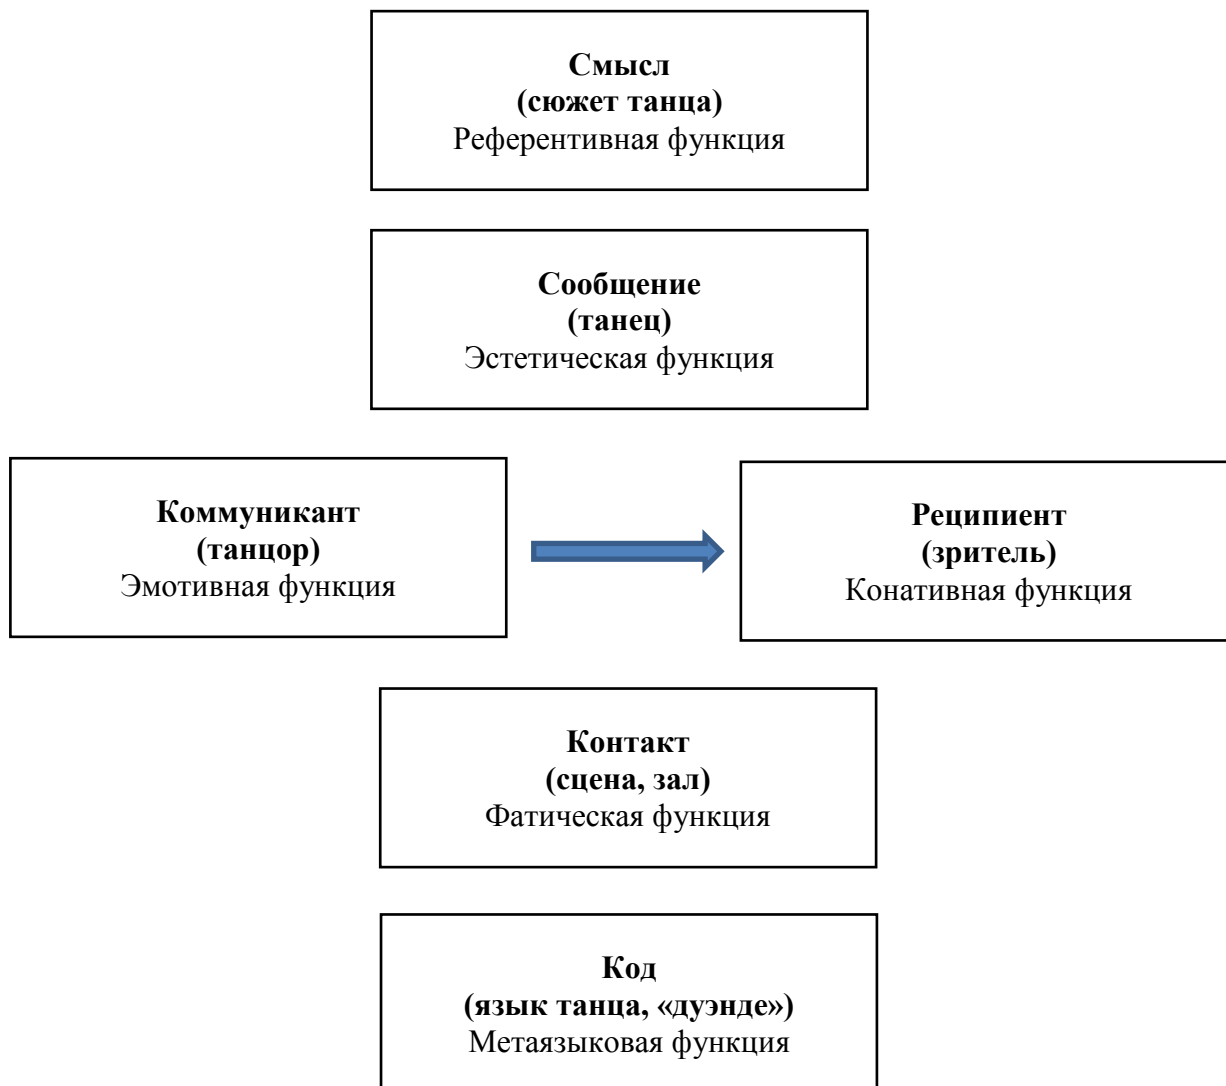 Смысл
(сюжет танца)
Референтивная функция
Сообщение
(танец)
Эстетическая функция
Коммуникант
(танцор)
Эмотивная функция
Реципиент
(зритель)
Конативная функция
Контакт
(сцена, зал)
Фатическая функция
Код
(язык танца, «дуэнде»)
Метаязыковая функция